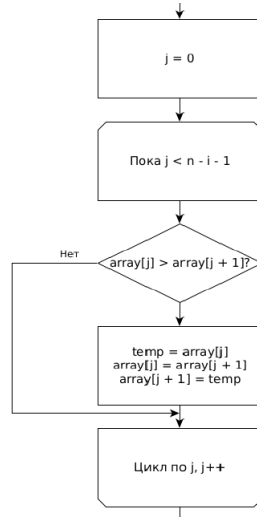 j = 0
Пока j < n - i - 1
Нет
array[j] > array[j + 1]?
temp = array[j]
array[j] = array[j + 1]
array[j + 1] = temp
Цикл по j, j++